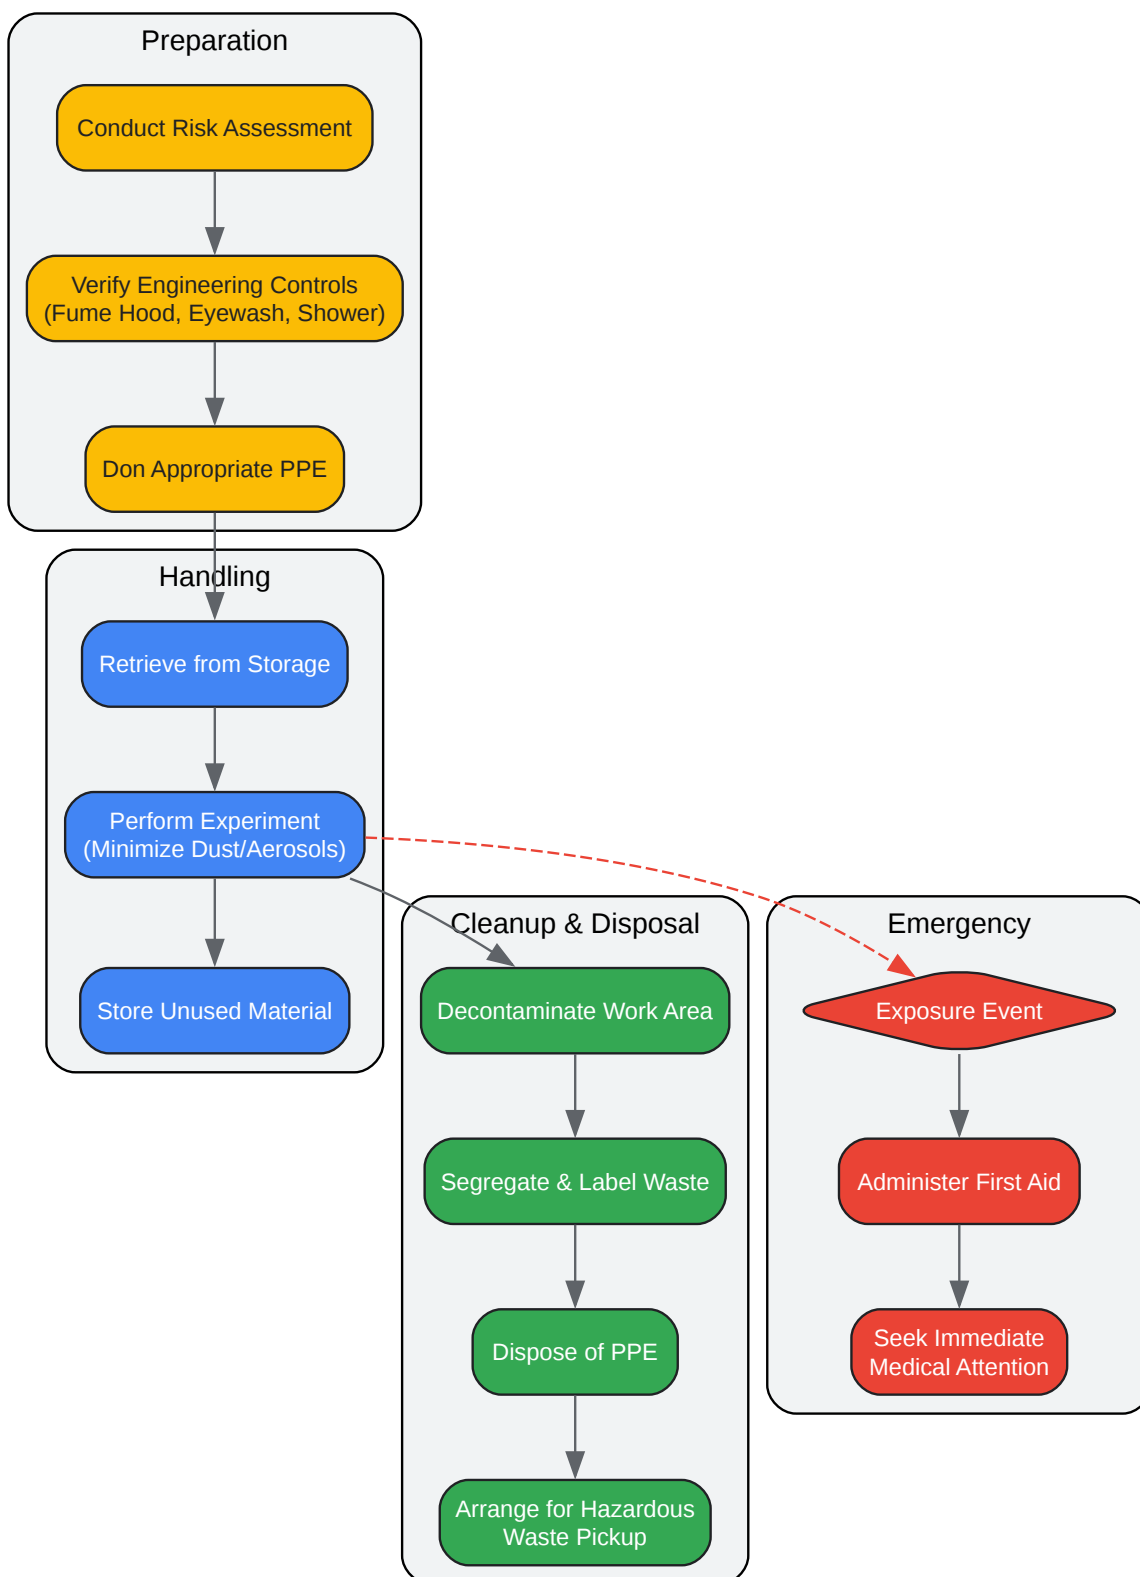 Preparation
Conduct Risk Assessment
Verify Engineering Controls
(Fume Hood, Eyewash, Shower)
Don Appropriate PPE
Handling
Retrieve from Storage
Perform Experiment
(Minimize Dust/Aerosols)
Store Unused Material
Cleanup & Disposal
Decontaminate Work Area
Segregate & Label Waste
Dispose of PPE
Arrange for Hazardous
Waste Pickup
Emergency
Exposure Event
Administer First Aid
Seek Immediate
Medical Attention